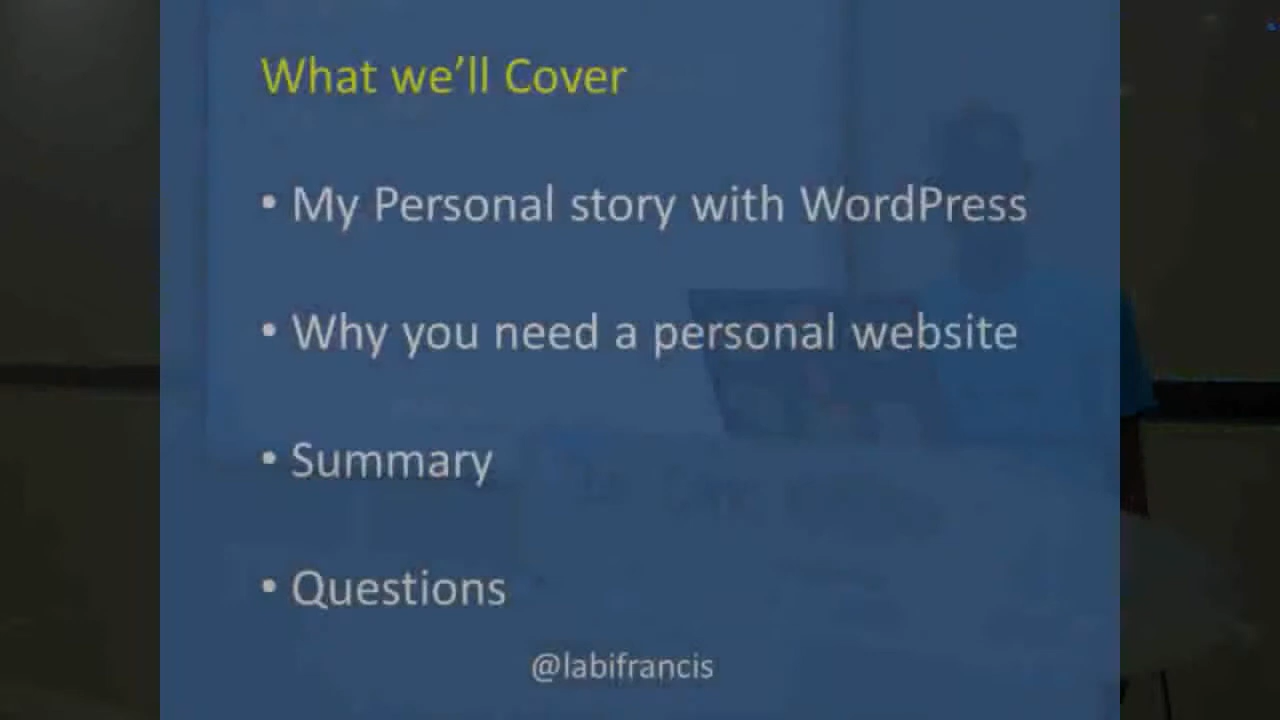 What we'll Cover
• My Personal story with WordPress
• Why you need a personal website
• Summary
• Questions
@labifrancis